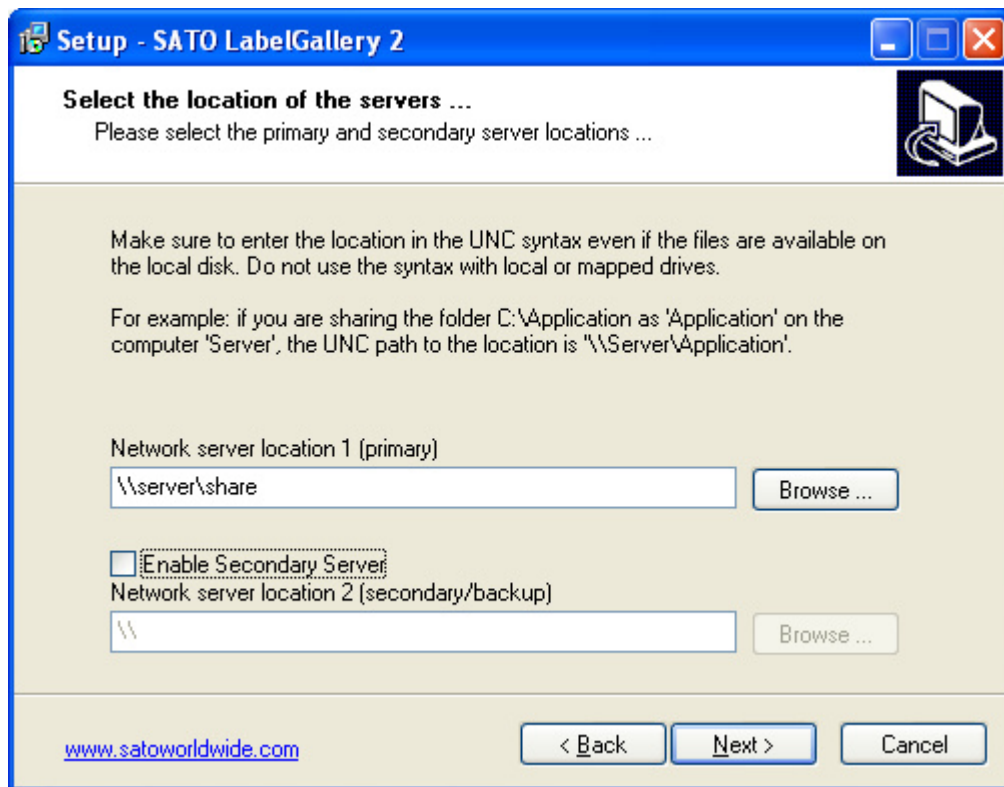 Setup - SATO LabelGallery 2
Select the location of the servers ...
Please select the primary and secondary server locations ...
Make sure to enter the location in the UNC syntax even if the files are available on
the local disk. Do not use the syntax with local or mapped drives.
For example: if you are sharing the folder C:\Application as 'Application' on the
computer 'Server', the UNC path to the location is '\\Server\Application'.
Network server location 1 (primary)
\\server\share
Browse ...
Enable Secondary Server
Network server location 2 (secondary/backup)
\\
Browse ...
www.satoworldwide.com
< Back
Next >
Cancel